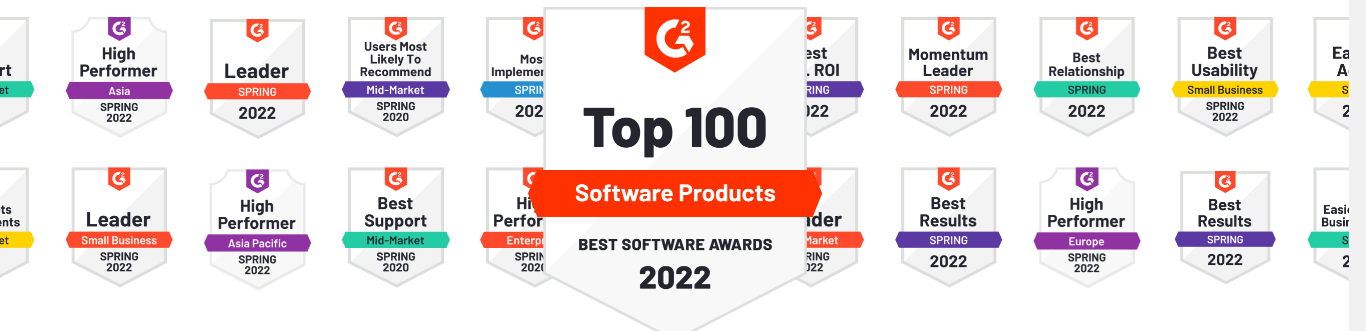 High
Performer
Asia
SPRING
2022
Leader
SPRING
2022
Users Most
Likely To
Recommend
Mid-Market
SPRING
2020
Top 100
Software Products
BEST SOFTWARE AWARDS
2022
ROI
Momentum
Leader
SPRING
2022
Best
Relationship
SPRING
2022
Best
Usability
Small Business
SPRING
2022
Leader
Small Business
SPRING
2022
High
Performer
Asia Pacific
SPRING
2022
Best
Support
Mid-Market
SPRING
2020
Best
Results
SPRING
2022
High
Performer
Europe
SPRING
2022
Best
Results
SPRING
2022